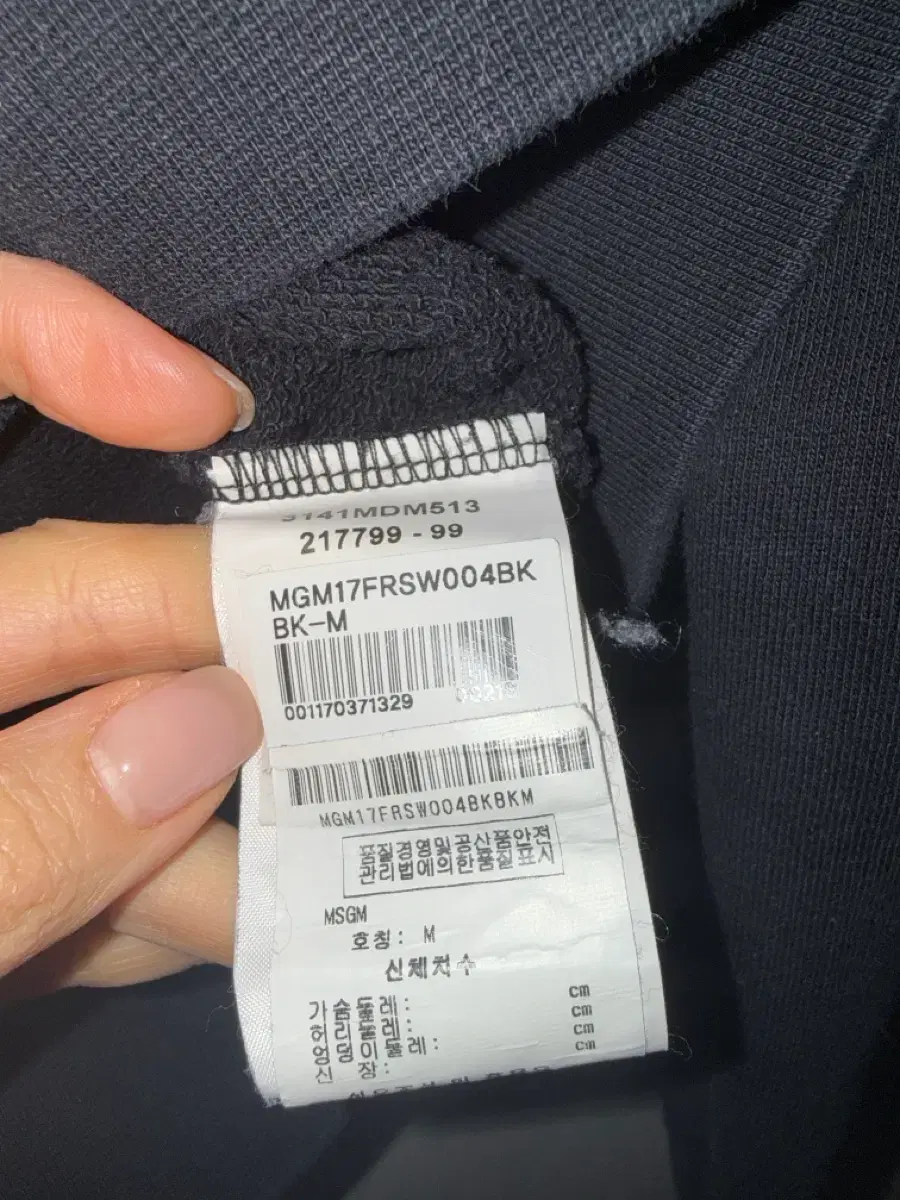 217799 - 99
MGM17FRSW004BK
BK-M
001170371329
MGM17FRSW004BKBKM
품질경영및공산품안전
관리법에의한품질표시
MSGM
호칭: M
신체척수
가슴둘레: cm
허리둘레: cm
엉덩이둘레: cm
신 장: cm